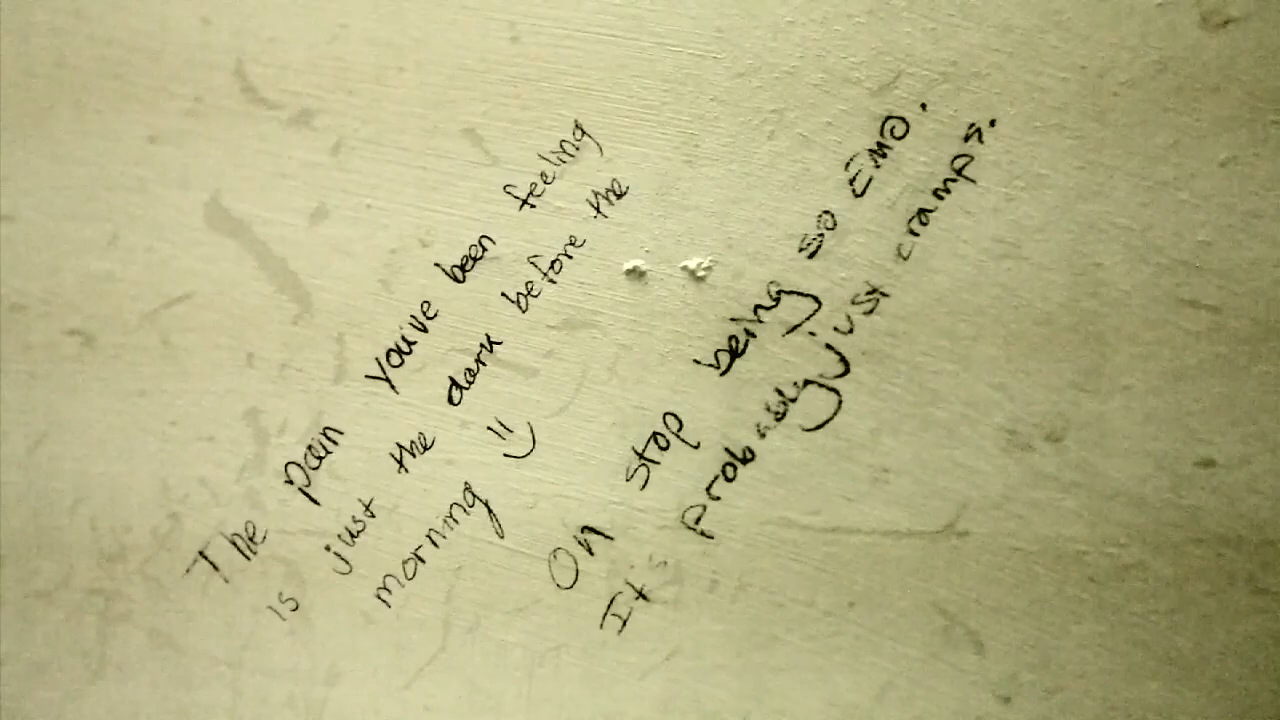 The pain you've been feeling
is just the dark before the
morning =)
Oh stop being so Emo.
It's probably just cramps.